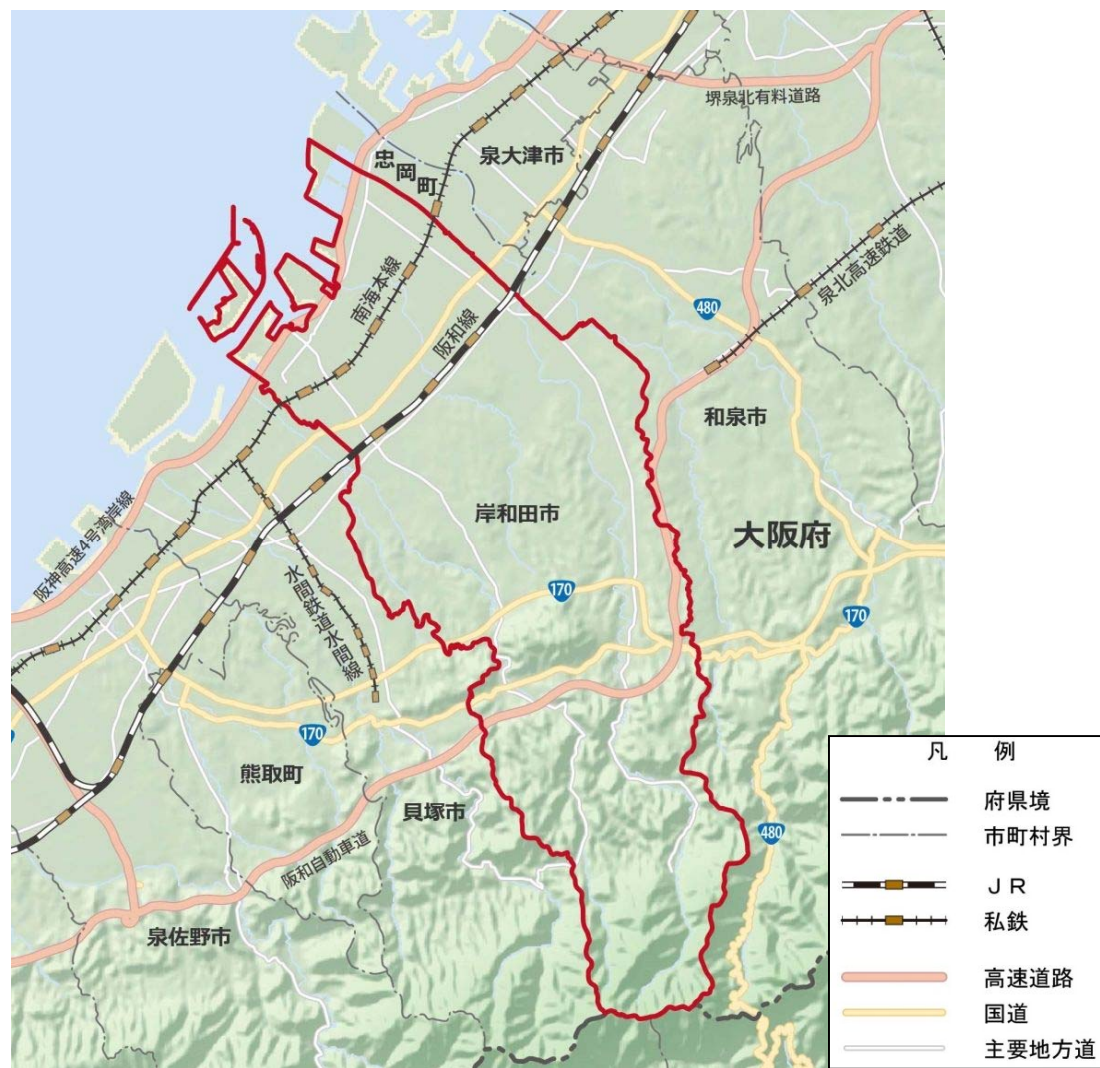 堺泉北有料道路
忠岡町
泉大津市
南海本線
阪和線
泉北高速鉄道
480
和泉市
岸和田市
大阪府
阪神高速4号湾岸線
水間鉄道水間線
170
170
170
熊取町
貝塚市
480
阪和自動車道
泉佐野市
凡 例
府県境
市町村界
JR
私鉄
高速道路
国道
主要地方道